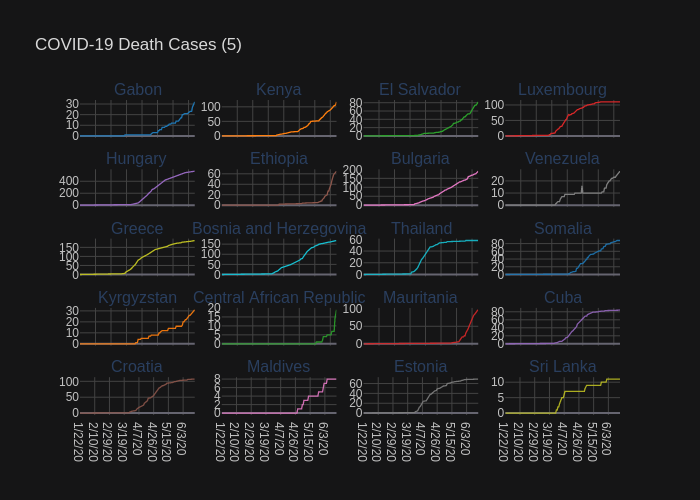 COVID-19 Death Cases (5)
Gabon Kenya El Salvador Luxembourg
30 20 10 0
100 50 0
80 60 40 20 0
100 50 0
Hungary Ethiopia Bulgaria Venezuela
400 200 0
60 40 20 0
200 150 100 50 0
20 10 0
Greece Bosnia and Herzegovina Thailand Somalia
150 100 50 0
150 100 50 0
60 40 20 0
80 60 40 20 0
Kyrgyzstan Central African Republic Mauritania Cuba
30 20 10 0
20 15 10 5 0
100 50 0
80 60 40 20 0
Croatia Maldives Estonia Sri Lanka
100 50 0
8 6 4 2 0
60 40 20 0
10 5 0
1/22/20 2/10/20 2/29/20 3/19/20 4/7/20 4/26/20 5/15/20 6/3/20
1/22/20 2/10/20 2/29/20 3/19/20 4/7/20 4/26/20 5/15/20 6/3/20
1/22/20 2/10/20 2/29/20 3/19/20 4/7/20 4/26/20 5/15/20 6/3/20
1/22/20 2/10/20 2/29/20 3/19/20 4/7/20 4/26/20 5/15/20 6/3/20